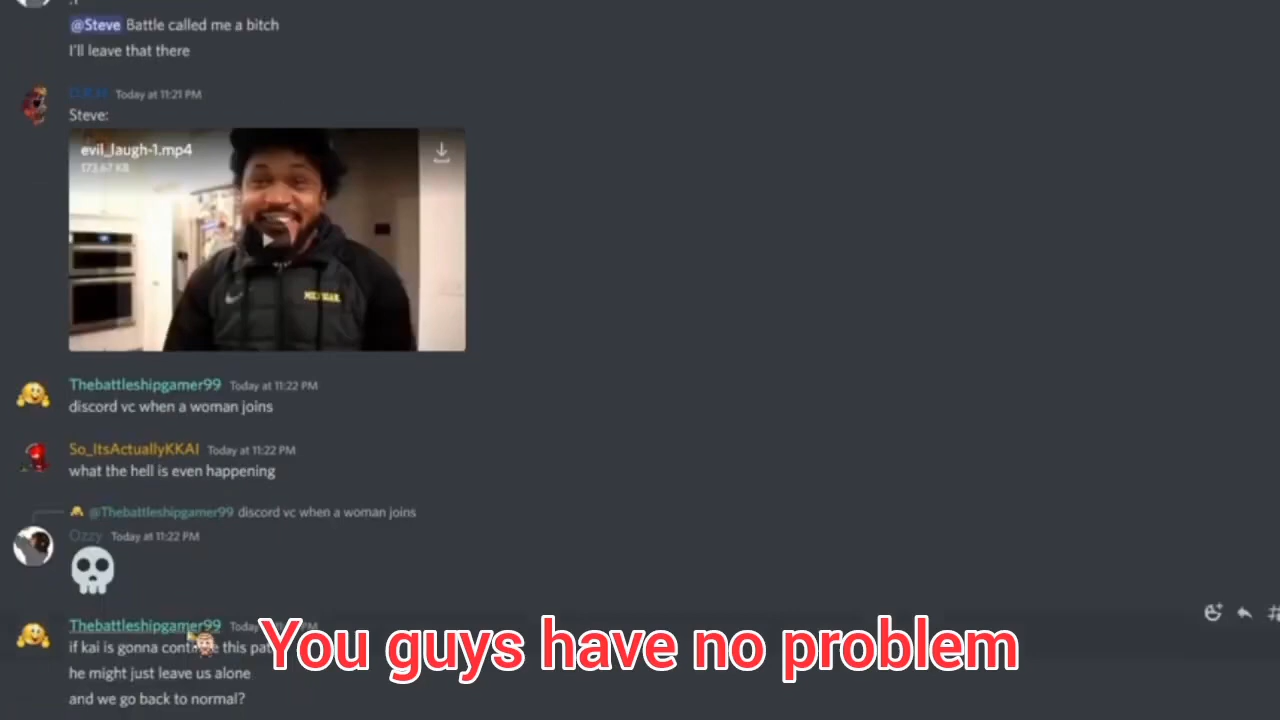 @Steve Battle called me a bitch
I'll leave that there
D.R.H Today at 11:21 PM
Steve:
evil_laugh-1.mp4
173.67 KB
MICHIGAN
Thebattleshipgamer99 Today at 11:22 PM
discord vc when a woman joins
So_ItsActuallyKKAI Today at 11:22 PM
what the hell is even happening
@Thebattleshipgamer99 discord vc when a woman joins
Ozzy Today at 11:22 PM
Thebattleshipgamer99
if kai is gonna this
he might just leave us alone
and we go back to normal?
You guys have no problem